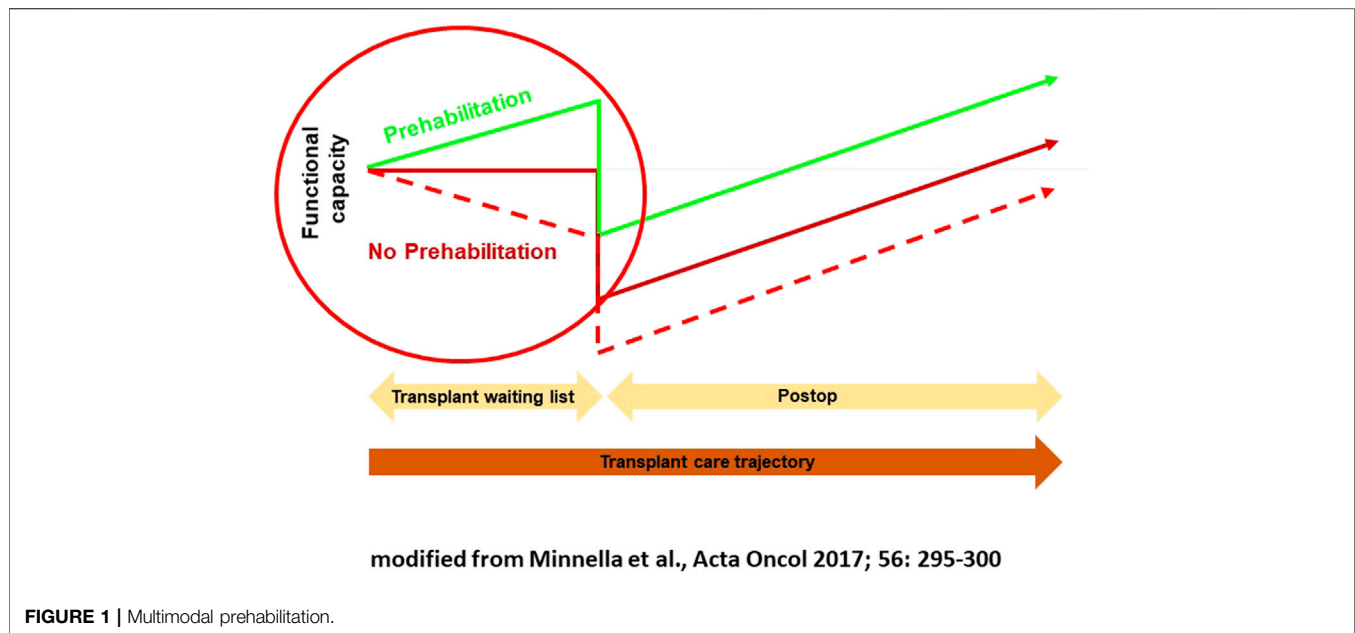 Prehabilitation
Functional
capacity
No Prehabilitation
Transplant waiting list
Postop
Transplant care trajectory
modified from Minnella et al., Acta Oncol 2017; 56: 295-300
FIGURE 1 | Multimodal prehabilitation.